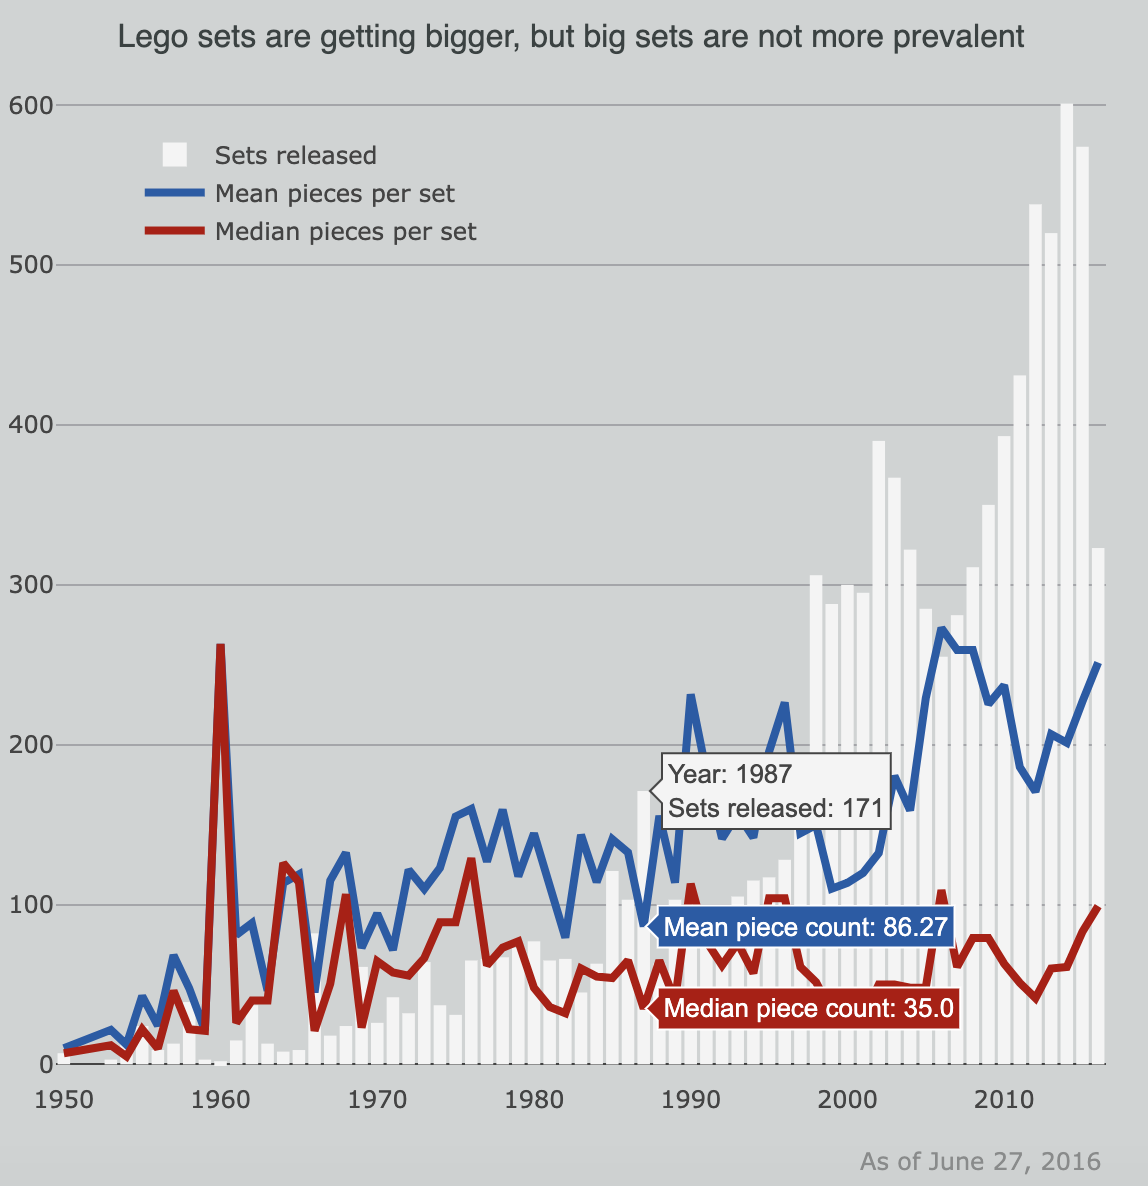 Lego sets are getting bigger, but big sets are not more prevalent
600
Sets released
Mean pieces per set
Median pieces per set
500
400
300
200
Year: 1987
Sets released: 171
100
Mean piece count: 86.27
Median piece count: 35.0
0
1950 1960 1970 1980 1990 2000 2010
As of June 27, 2016